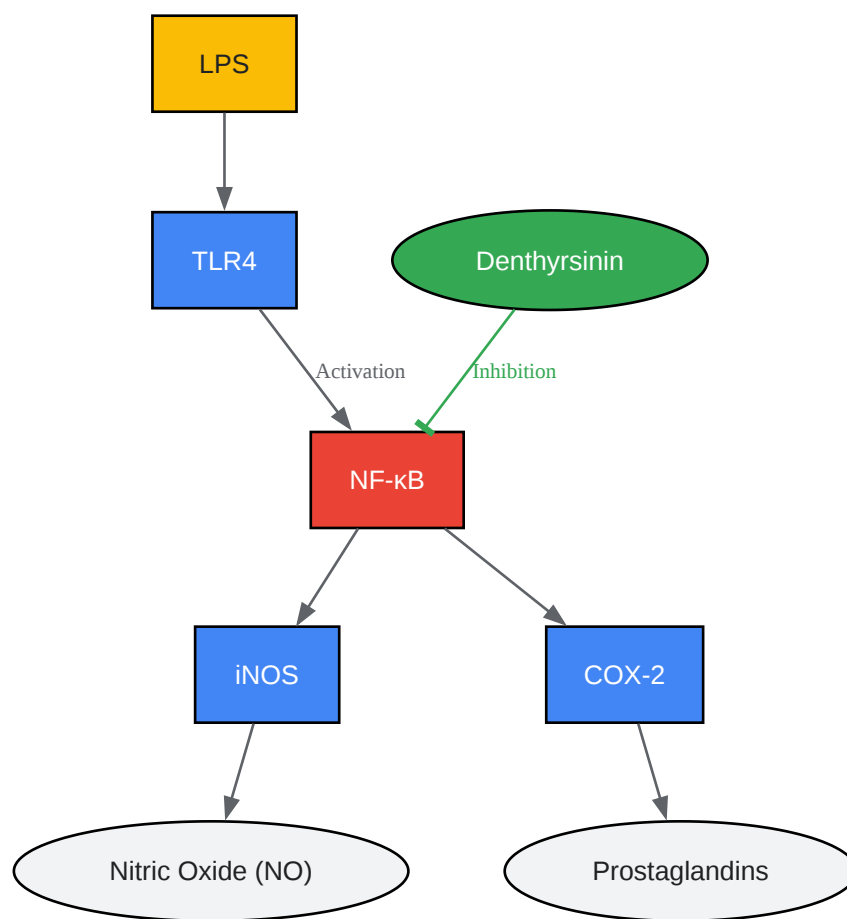 LPS
TLR4
Denthyrsinin
Activation
Inhibition
NF-κB
iNOS
COX-2
Nitric Oxide (NO)
Prostaglandins